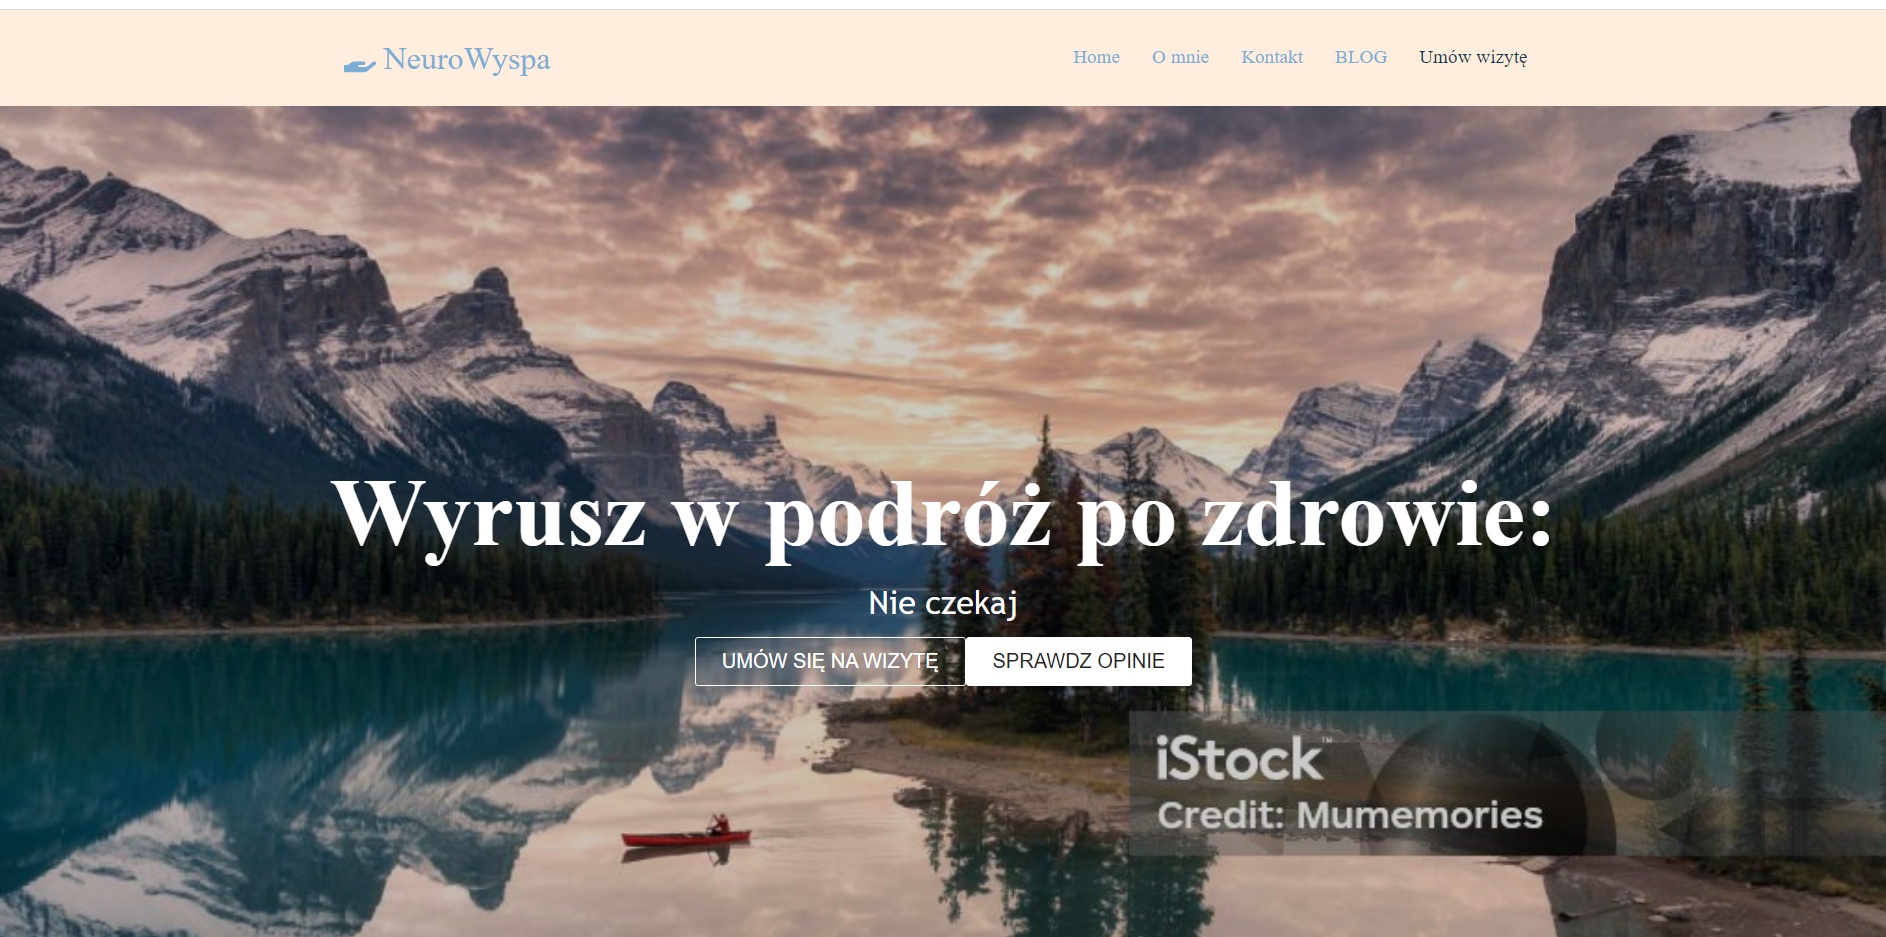 NeuroWyspa
Home O mnie Kontakt BLOG Umów wizytę
Wyrusz w podróż po zdrowie:
Nie czekaj
UMÓW SIĘ NA WIZYTĘ SPRAWDZ OPINIE
iStock™
Credit: Mumemories